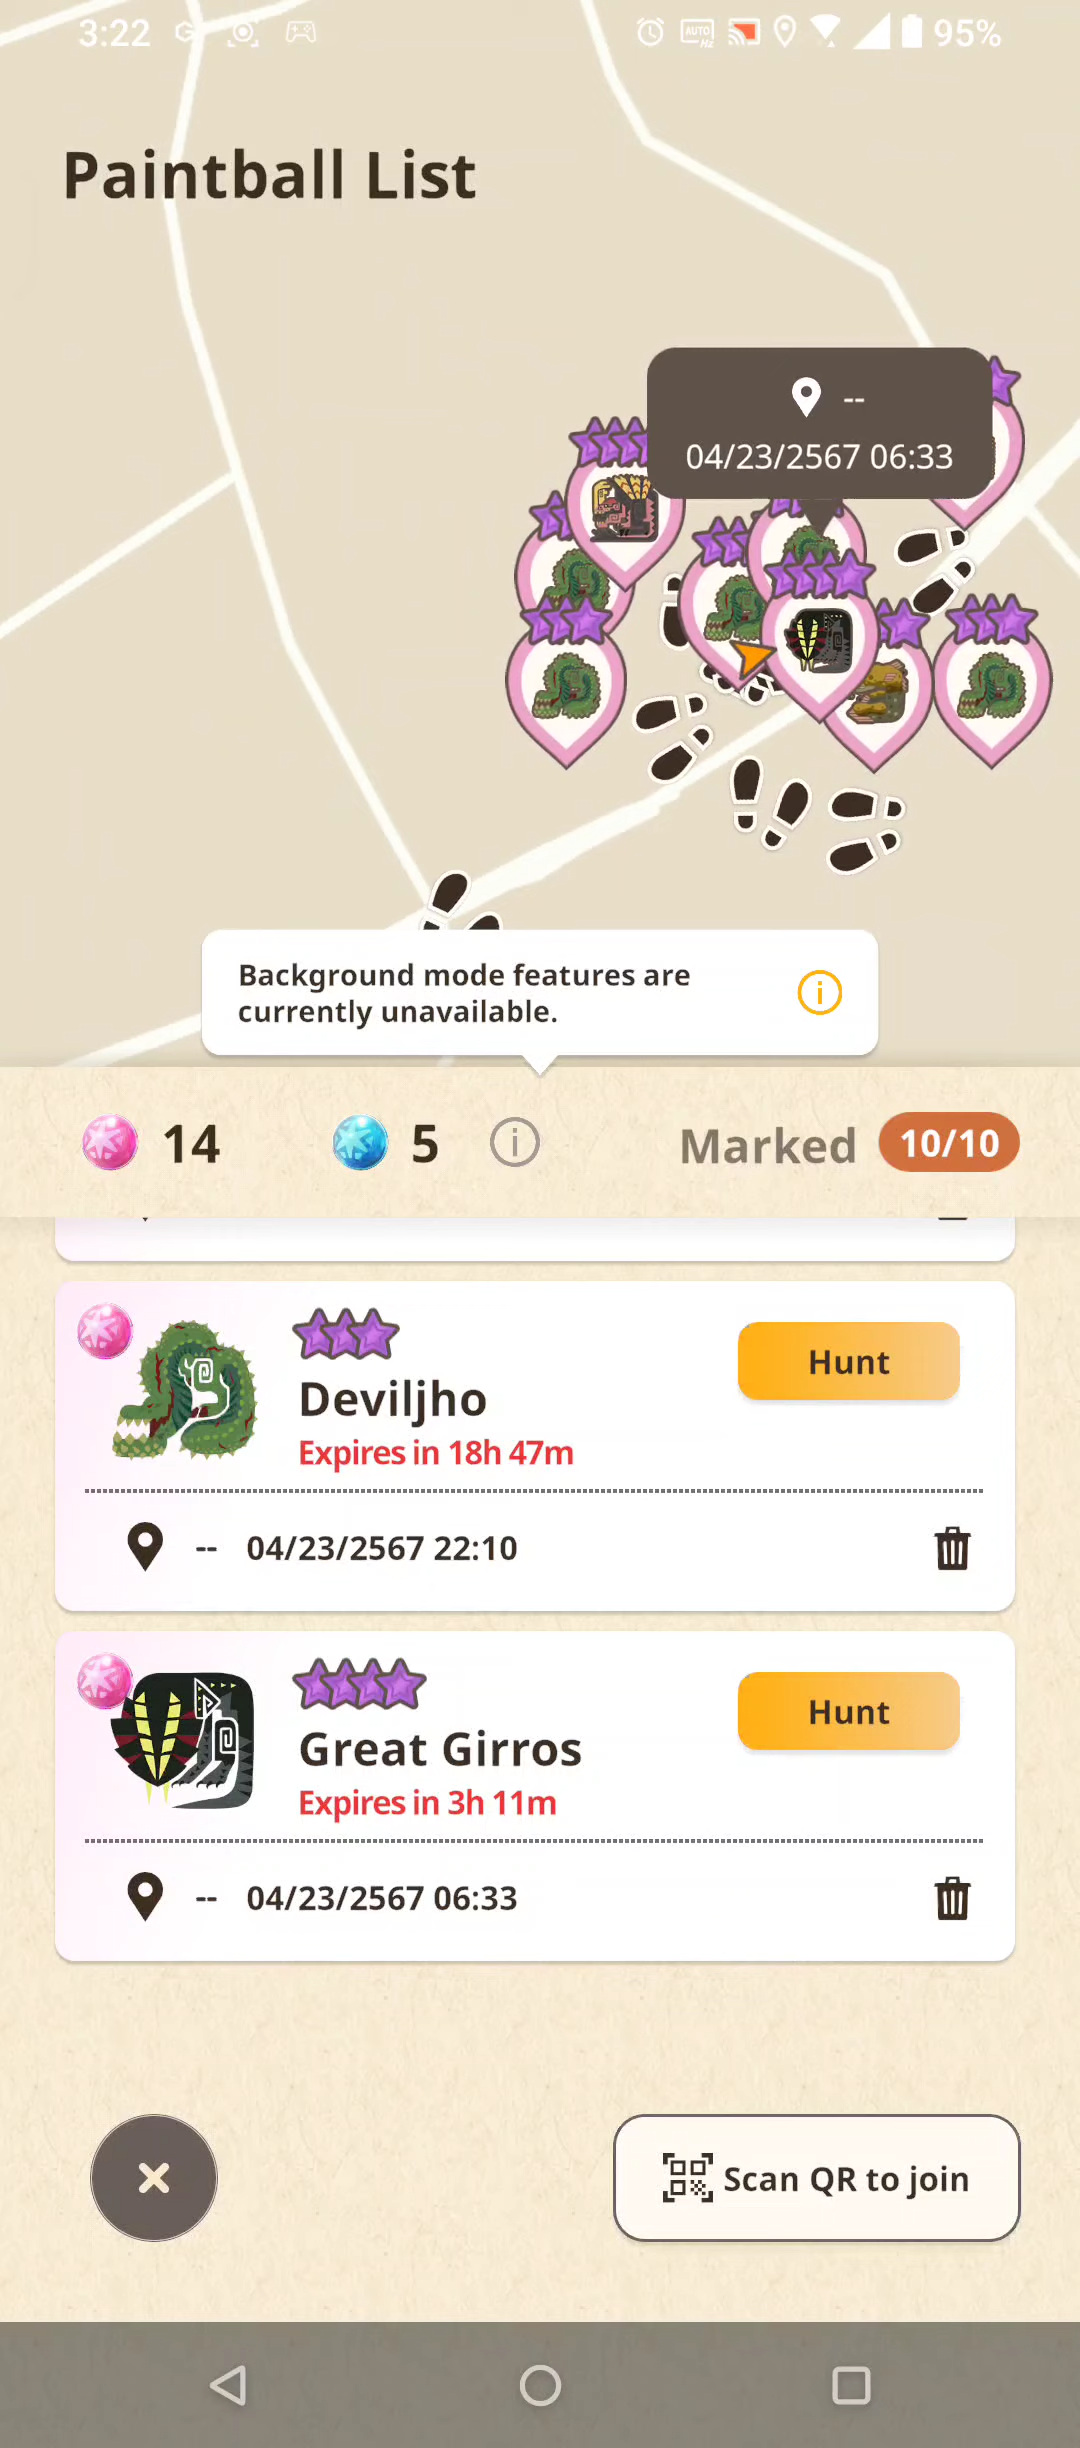 3:22
95%
Paintball List
--
04/23/2567 06:33
Background mode features are
currently unavailable.
14
5
Marked
10/10
Deviljho
Hunt
Expires in 18h 47m
-- 04/23/2567 22:10
Great Girros
Hunt
Expires in 3h 11m
-- 04/23/2567 06:33
Scan QR to join